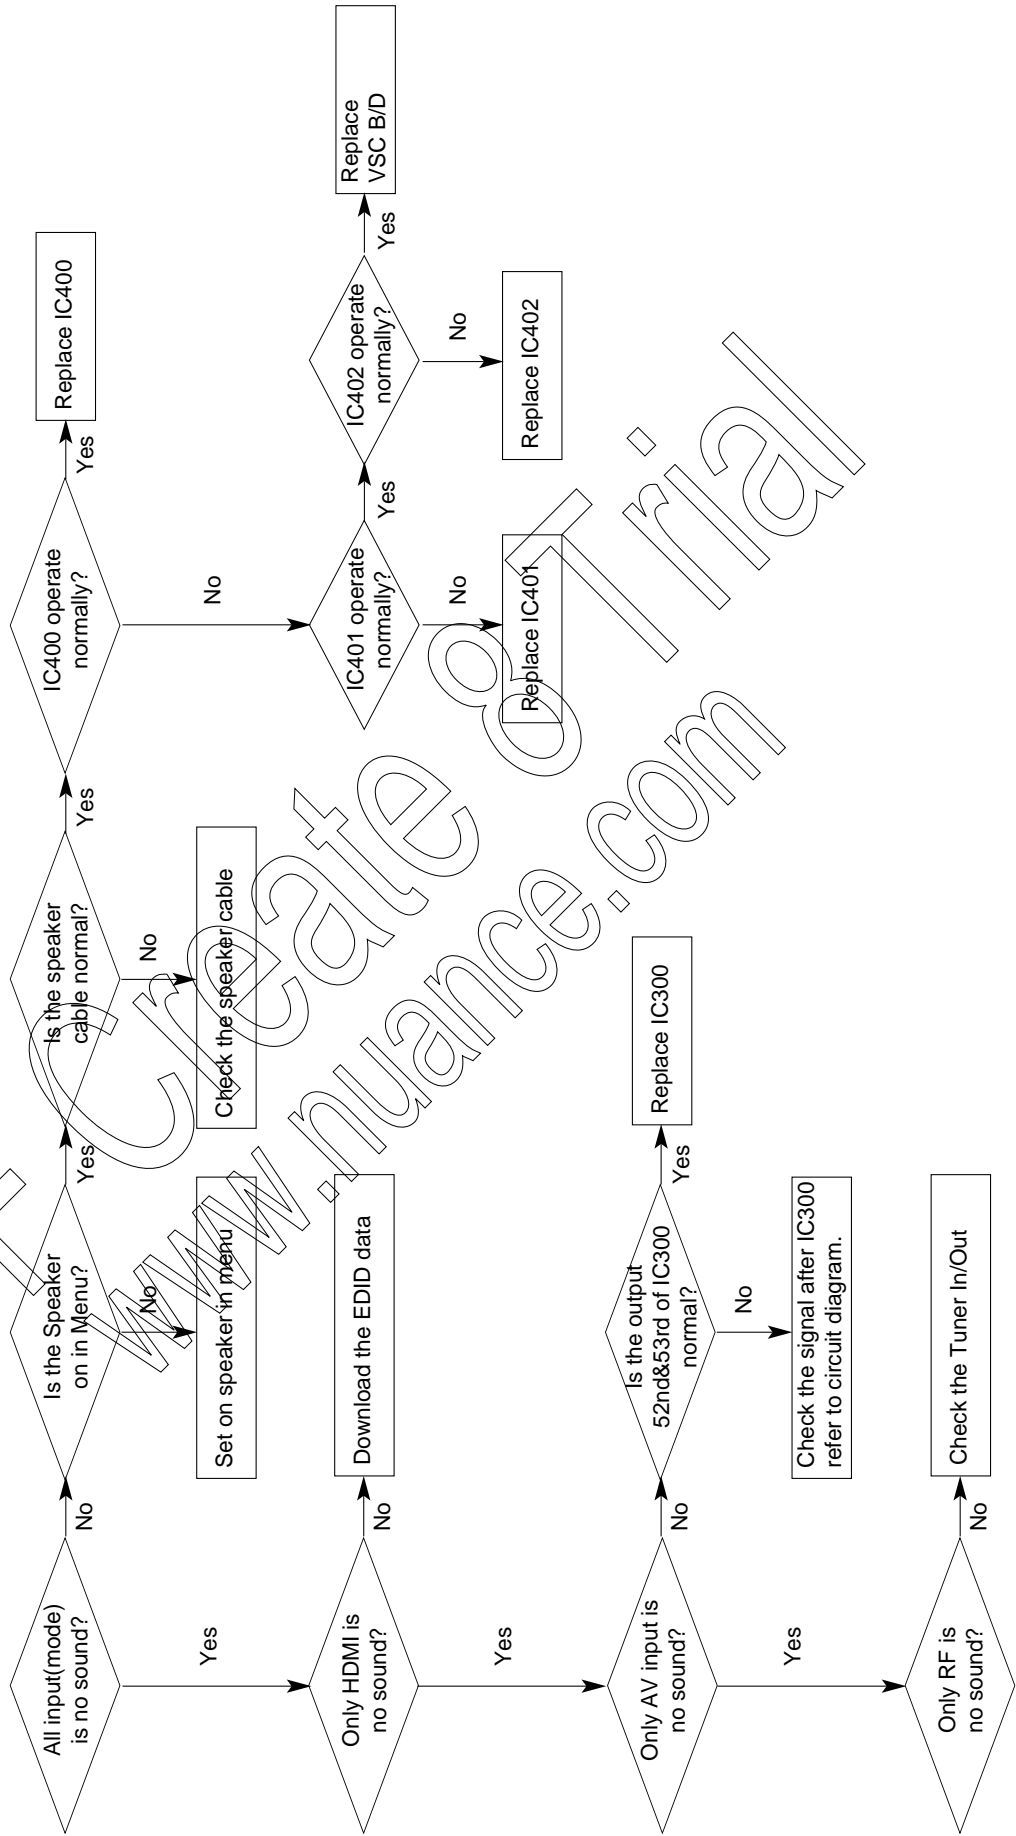 All input(mode)
is no sound?
No
Is the Speaker
on in Menu?
Yes
Is the speaker
cable normal?
Yes
IC400 operate
normally?
Yes
Replace IC400
Yes
No
Set on speaker in menu
No
Check the speaker cable
No
Only HDMI is
no sound?
No
Download the EDID data
IC401 operate
normally?
Yes
IC402 operate
normally?
Yes
Replace
VSC B/D
No
Replace IC401
No
Replace IC402
Yes
Only AV input is
no sound?
No
Is the output
52nd&53rd of IC300
normal?
Yes
Replace IC300
Yes
No
Check the signal after IC300
refer to circuit diagram.
Only RF is
no sound?
No
Check the Tuner In/Out
Create 8 Trial
www.nuance.com